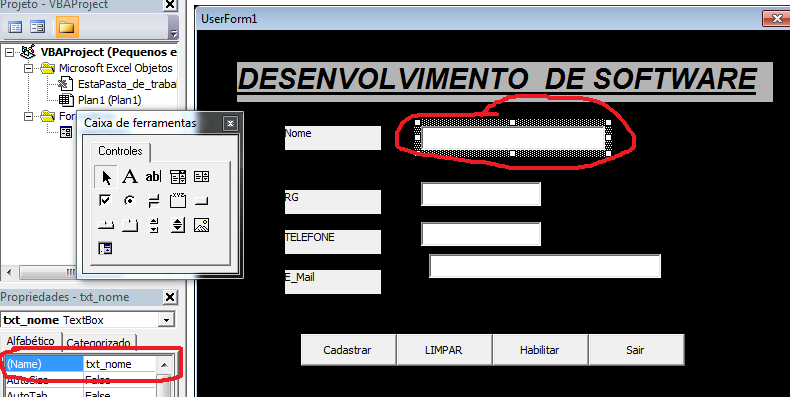 Projeto - VBAProject
VBAProject (Pequenos e
Microsoft Excel Objetos
EstaPasta_de_traba
Plan1 (Plan1)
For
Caixa de ferramentas
Controles
A
ab|
xyz
Propriedades - txt_nome
txt_nome TextBox
Alfabético Categorizado
(Name) txt_nome
AutoSize False
AutoTab False
UserForm1
DESENVOLVIMENTO DE SOFTWARE
Nome
RG
TELEFONE
E_Mail
Cadastrar LIMPAR Habilitar Sair